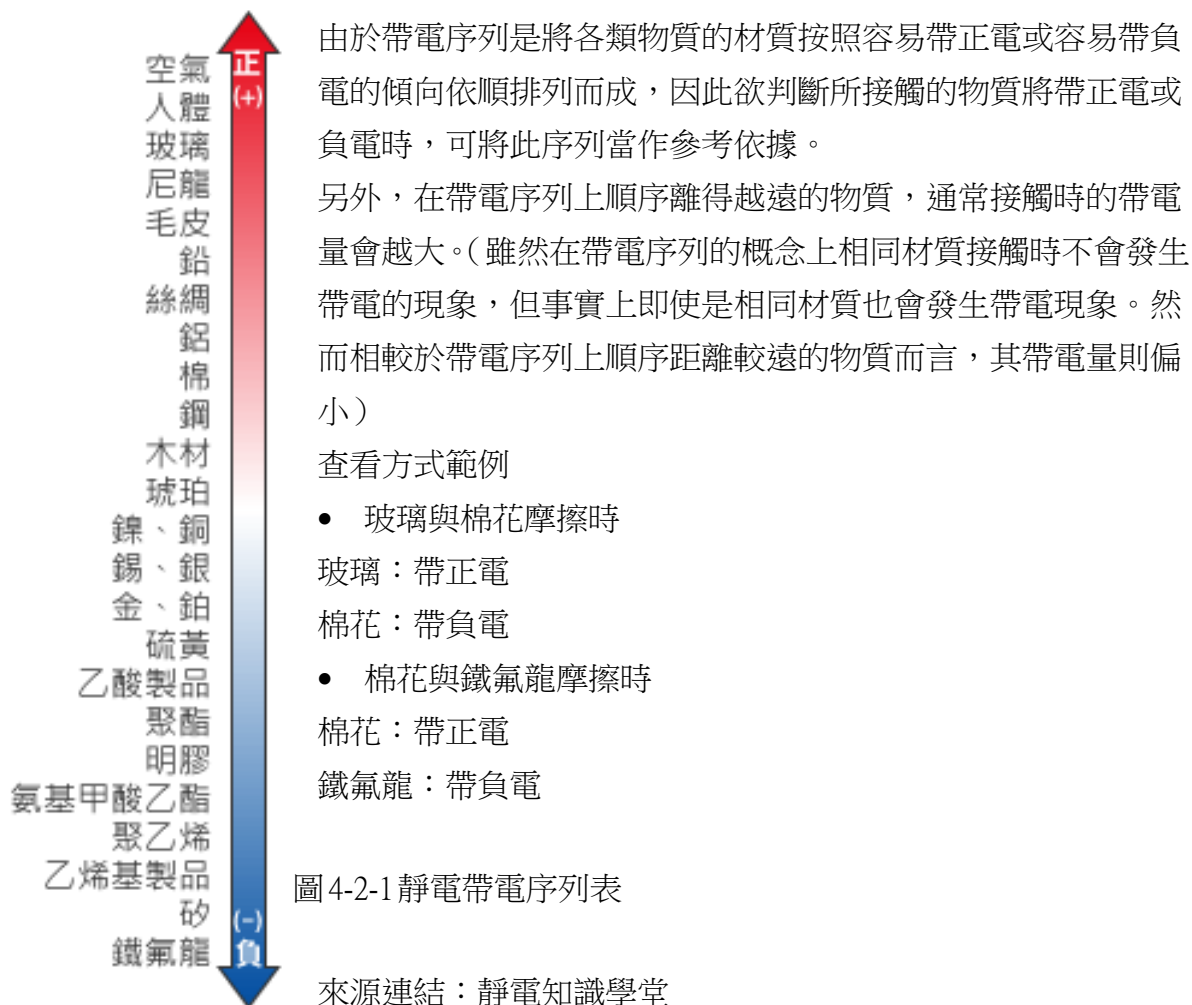 正
(+)
空氣
人體
玻璃
尼龍
毛皮
鉛
絲綢
鋁
棉
鋼
木材
琥珀
鎳、銅
錫、銀
金、鉑
硫黃
乙酸製品
聚酯
明膠
氨基甲酸乙酯
聚乙烯
乙烯基製品
矽
鐵氟龍
(-)
負
由於帶電序列是將各類物質的材質按照容易帶正電或容易帶負
電的傾向依順排列而成，因此欲判斷所接觸的物質將帶正電或
負電時，可將此序列當作參考依據。
另外，在帶電序列上順序離得越遠的物質，通常接觸時的帶電
量會越大。（雖然在帶電序列的概念上相同材質接觸時不會發生
帶電的現象，但事實上即使是相同材質也會發生帶電現象。然
而相較於帶電序列上順序距離較遠的物質而言，其帶電量則偏
小）
查看方式範例
• 玻璃與棉花摩擦時
玻璃：帶正電
棉花：帶負電
• 棉花與鐵氟龍摩擦時
棉花：帶正電
鐵氟龍：帶負電
圖4-2-1靜電帶電序列表
來源連結：靜電知識學堂